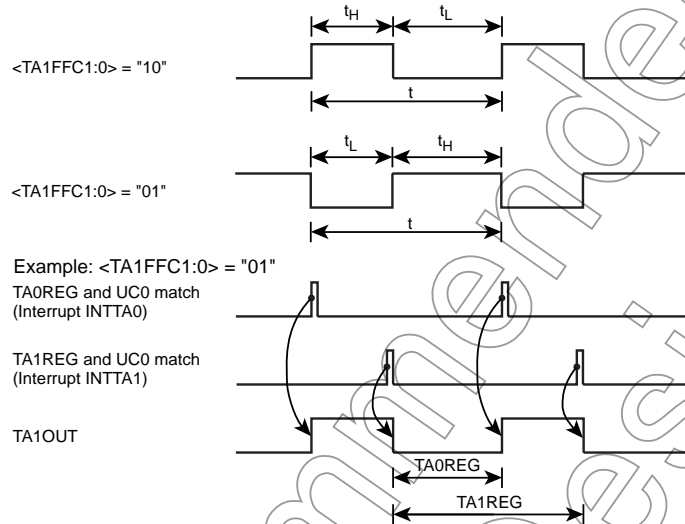 tH tL
<TA1FFC1:0> = "10"
t
tL tH
<TA1FFC1:0> = "01"
t
Example: <TA1FFC1:0> = "01"
TA0REG and UC0 match
(Interrupt INTTA0)
TA1REG and UC0 match
(Interrupt INTTA1)
TA1OUT
TA0REG
TA1REG